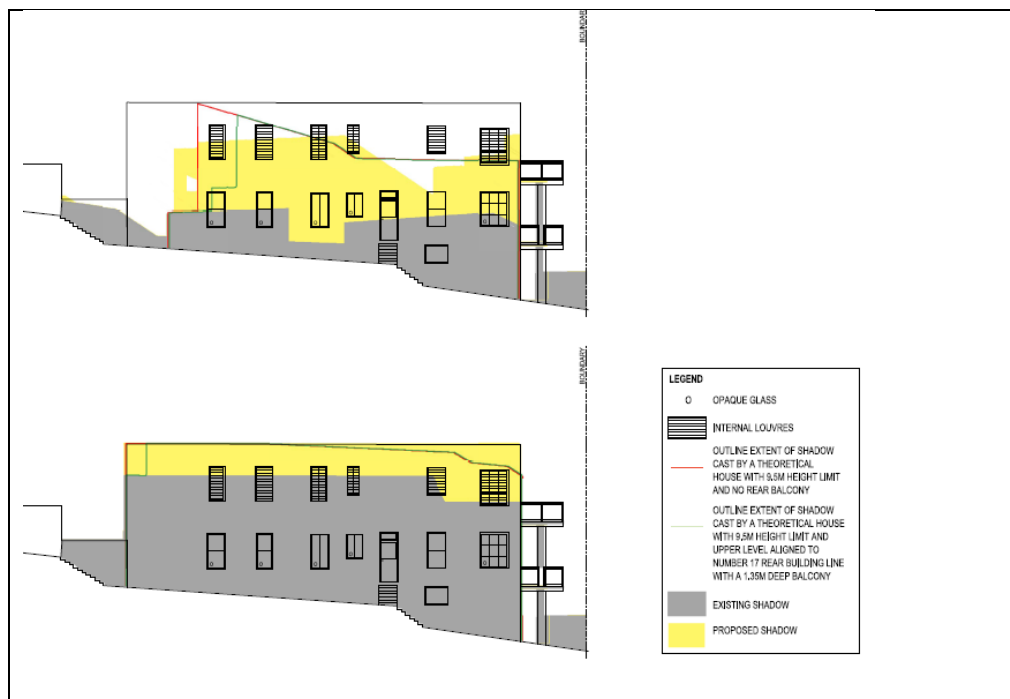 BOUNDARY
BOUNDARY
LEGEND
OPAQUE GLASS
INTERNAL LOUVRES
OUTLINE EXTENT OF SHADOW
CAST BY A THEORETICAL
HOUSE WITH 9.5M HEIGHT LIMIT
AND NO REAR BALCONY
OUTLINE EXTENT OF SHADOW
CAST BY A THEORETICAL HOUSE
WITH 9.5M HEIGHT LIMIT AND
UPPER LEVEL ALIGNED TO
NUMBER 17 REAR BUILDING LINE
WITH A 1.35M DEEP BALCONY
EXISTING SHADOW
PROPOSED SHADOW